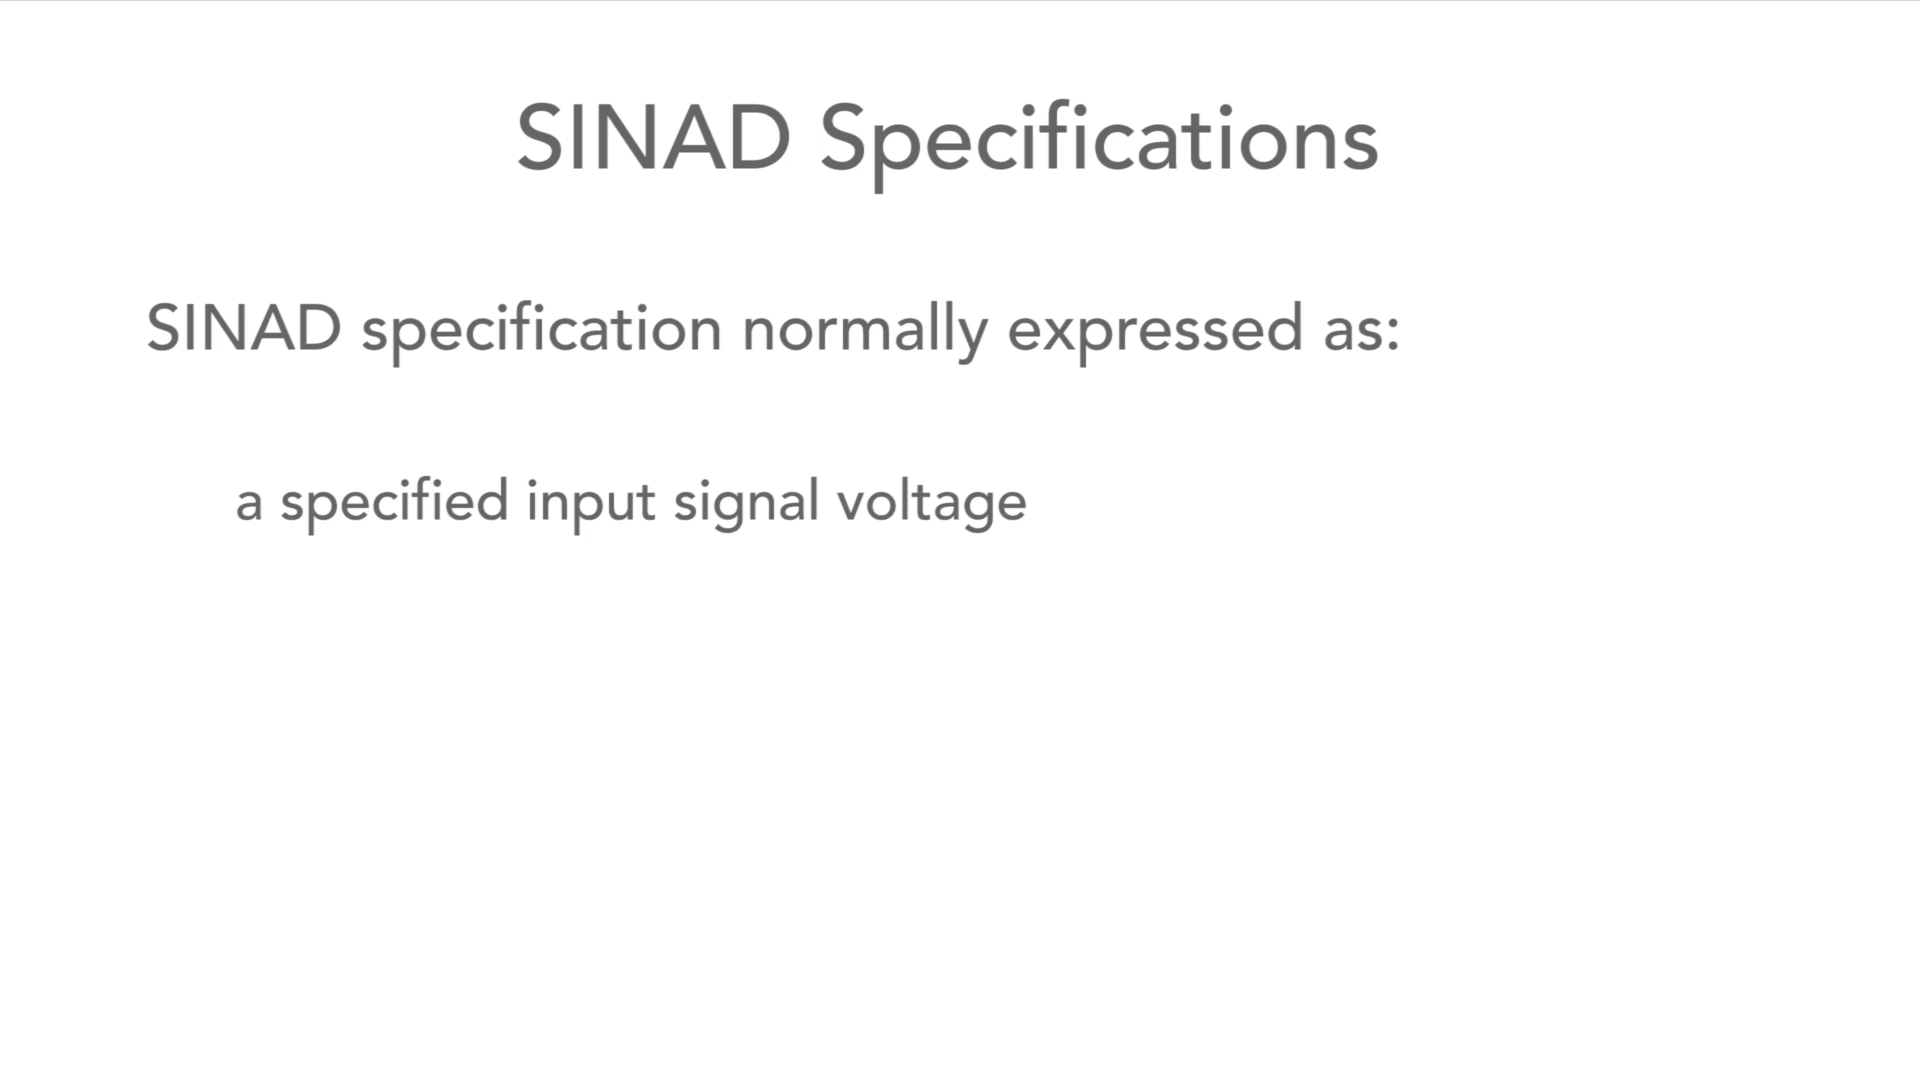 SINAD Specifications
SINAD specification normally expressed as:
a specified input signal voltage